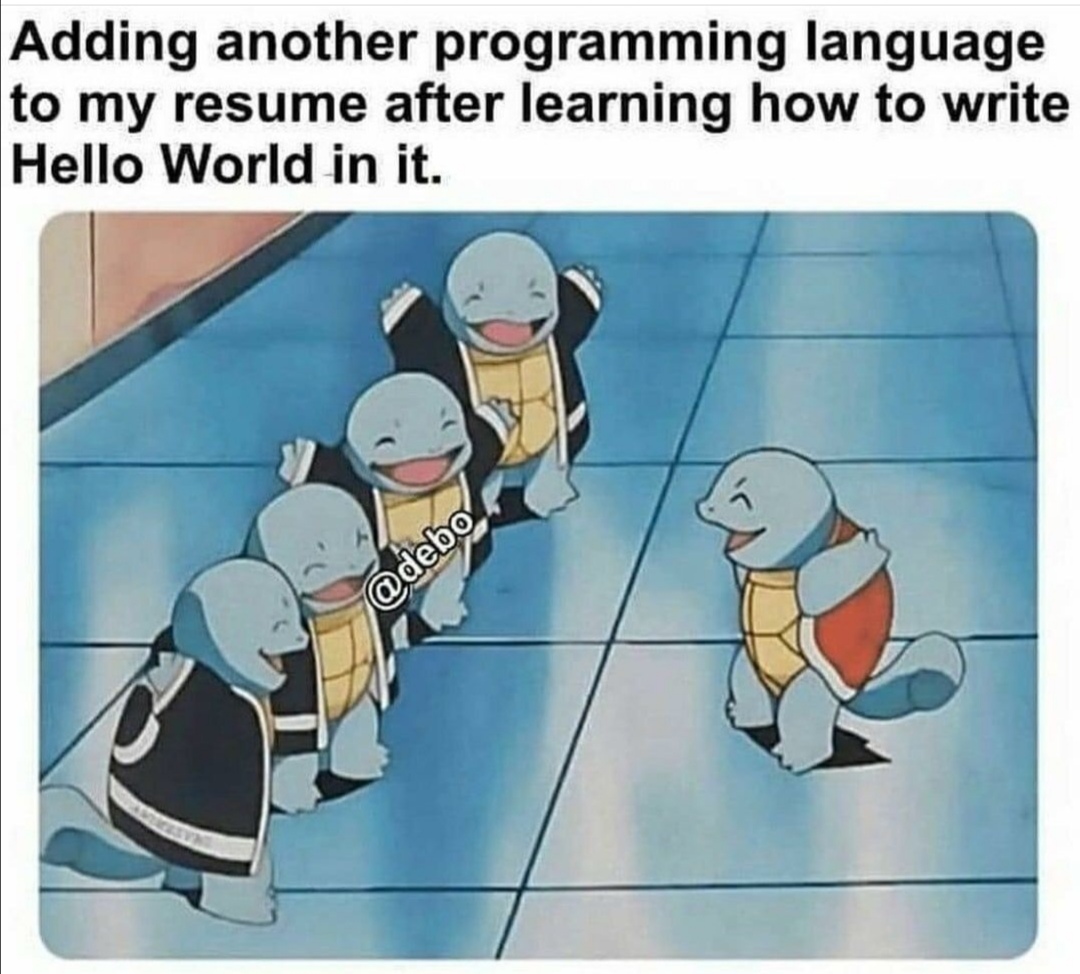 Adding another programming language
to my resume after learning how to write
Hello World in it.
@debo